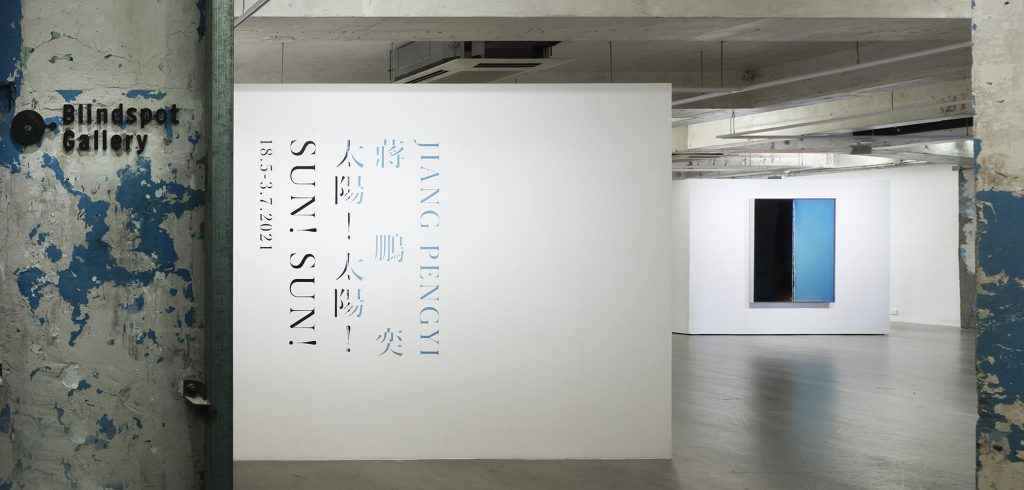 Blindspot
Gallery
JIANG PENGYI
蔣鵬奕
太陽！太陽！
SUN! SUN!
18.5-3.7.2021